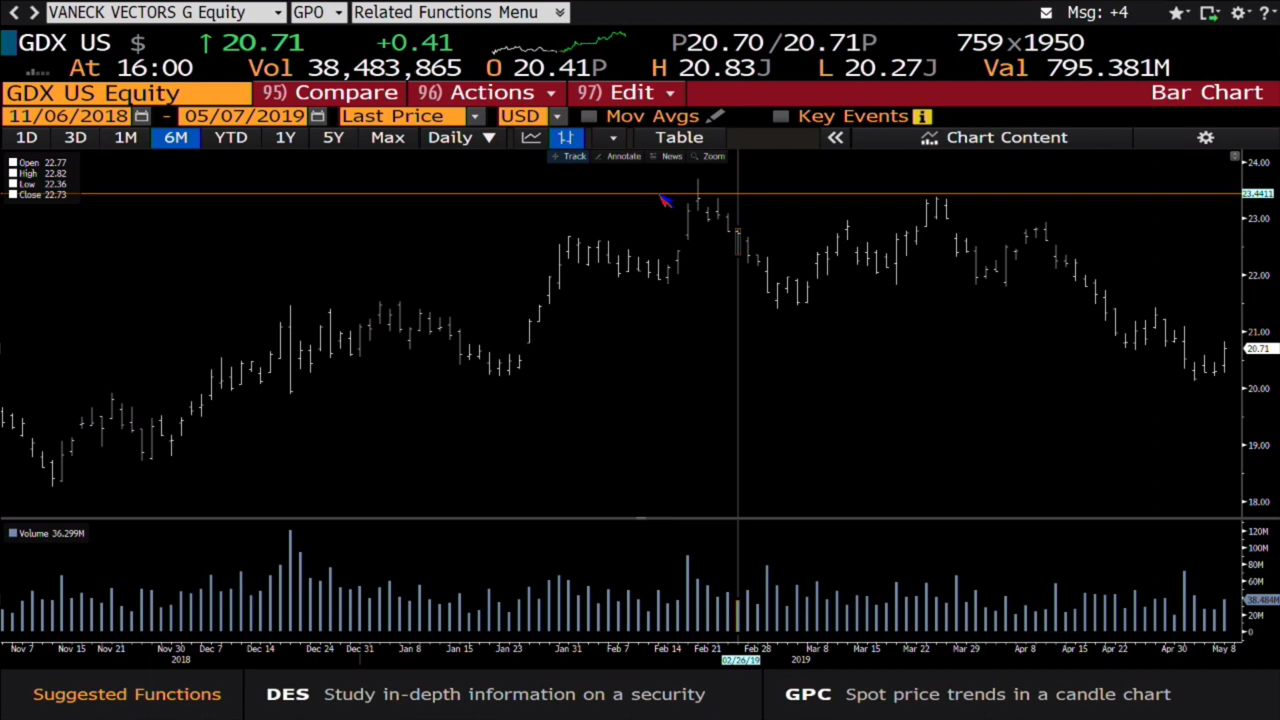 VANECK VECTORS G Equity GPO Related Functions Menu Msg: +4 ?
GDX US $ ↑ 20.71 +0.41 P20.70 /20.71P 759x1950
At 16:00 Vol 38,483,865 O 20.41P H 20.83J L 20.27J Val 795.381M
GDX US Equity 95) Compare 96) Actions 97) Edit Bar Chart
11/06/2018 - 05/07/2019 Last Price USD Mov Avgs Key Events i
1D 3D 1M 6M YTD 1Y 5Y Max Daily ▼ Table « Chart Content
Track Annotate News Zoom
Open 22.77
High 22.82
Low 22.36
Close 22.73
24.00
23.4411
23.00
22.00
21.00
20.71
20.00
19.00
18.00
Volume 36.299M
120M
100M
80M
60M
38.484M
20M
0
Nov 7 Nov 15 Nov 21 Nov 30 Dec 7 Dec 14 Dec 24 Dec 31 Jan 8 Jan 15 Jan 23 Jan 31 Feb 7 Feb 14 Feb 21 Feb 28 Mar 8 Mar 15 Mar 22 Mar 29 Apr 8 Apr 15 Apr 22 Apr 30 May 8
2018 02/26/19 2019
Suggested Functions DES Study in-depth information on a security GPC Spot price trends in a candle chart